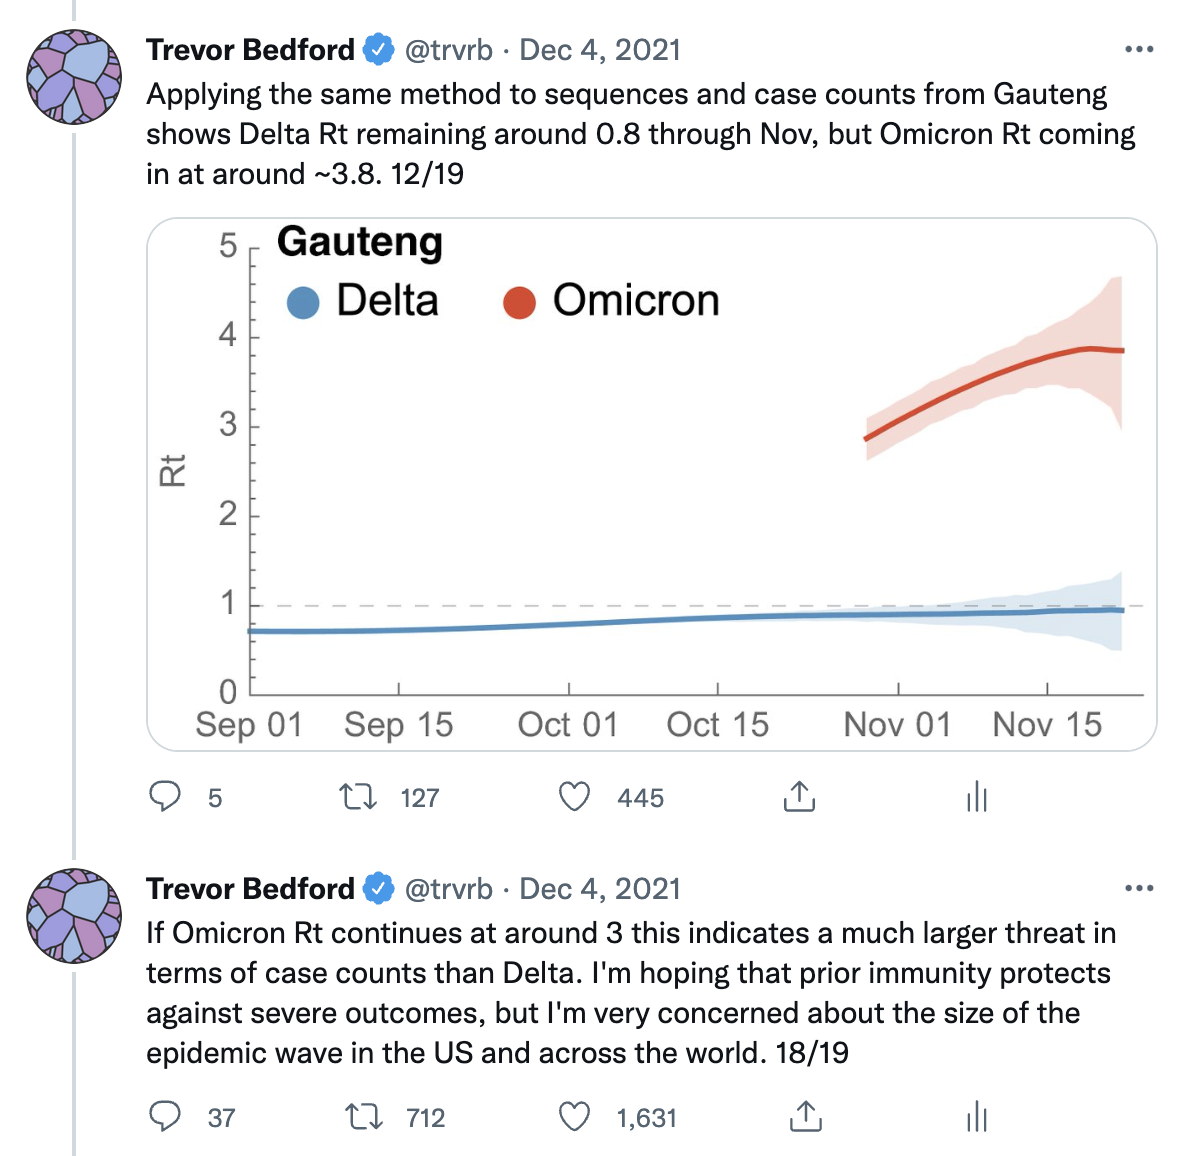 Trevor Bedford @trvrb · Dec 4, 2021
Applying the same method to sequences and case counts from Gauteng
shows Delta Rt remaining around 0.8 through Nov, but Omicron Rt coming
in at around ~3.8. 12/19
Gauteng
Delta Omicron
5
4
3
2
1
0
Rt
Sep 01 Sep 15 Oct 01 Oct 15 Nov 01 Nov 15
5 127 445
Trevor Bedford @trvrb · Dec 4, 2021
If Omicron Rt continues at around 3 this indicates a much larger threat in
terms of case counts than Delta. I'm hoping that prior immunity protects
against severe outcomes, but I'm very concerned about the size of the
epidemic wave in the US and across the world. 18/19
37 712 1,631